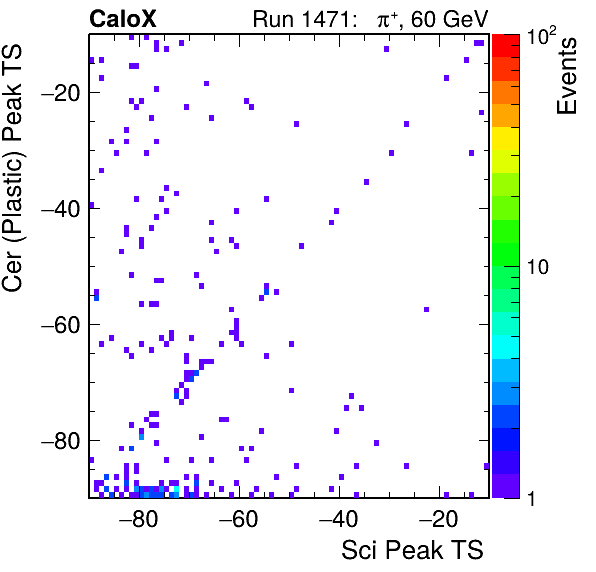 CaloX Run 1471: π⁺, 60 GeV
Cer (Plastic) Peak TS
−20
−40
−60
−80
−80 −60 −40 −20
Sci Peak TS
10²
10
1
Events